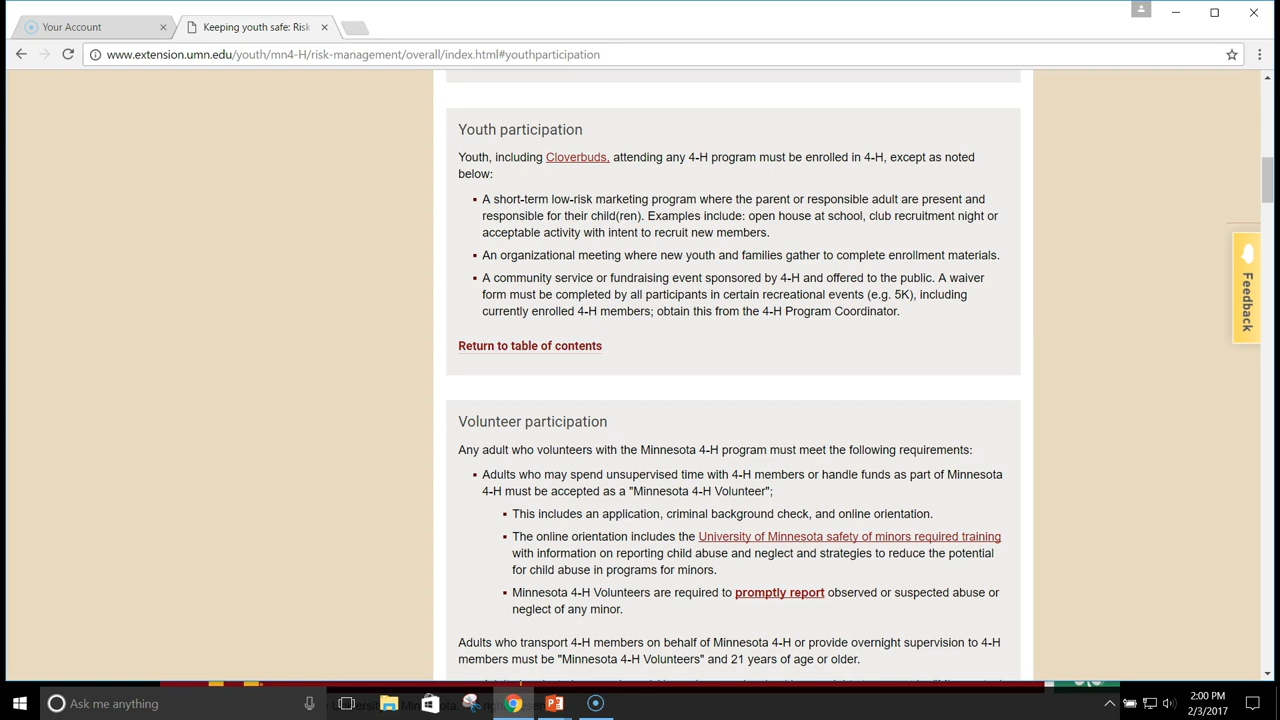 Your Account
Keeping youth safe: Risk
www.extension.umn.edu/youth/mn4-H/risk-management/overall/index.html#youthparticipation
Youth participation
Youth, including Cloverbuds, attending any 4-H program must be enrolled in 4-H, except as noted
below:
A short-term low-risk marketing program where the parent or responsible adult are present and
responsible for their child(ren). Examples include: open house at school, club recruitment night or
acceptable activity with intent to recruit new members.
An organizational meeting where new youth and families gather to complete enrollment materials.
A community service or fundraising event sponsored by 4-H and offered to the public. A waiver
form must be completed by all participants in certain recreational events (e.g. 5K), including
currently enrolled 4-H members; obtain this from the 4-H Program Coordinator.
Return to table of contents
Feedback
Volunteer participation
Any adult who volunteers with the Minnesota 4-H program must meet the following requirements:
Adults who may spend unsupervised time with 4-H members or handle funds as part of Minnesota
4-H must be accepted as a "Minnesota 4-H Volunteer";
This includes an application, criminal background check, and online orientation.
The online orientation includes the University of Minnesota safety of minors required training
with information on reporting child abuse and neglect and strategies to reduce the potential
for child abuse in programs for minors.
Minnesota 4-H Volunteers are required to promptly report observed or suspected abuse or
neglect of any minor.
Adults who transport 4-H members on behalf of Minnesota 4-H or provide overnight supervision to 4-H
members must be "Minnesota 4-H Volunteers" and 21 years of age or older.
Ask me anything
2:00 PM
2/3/2017